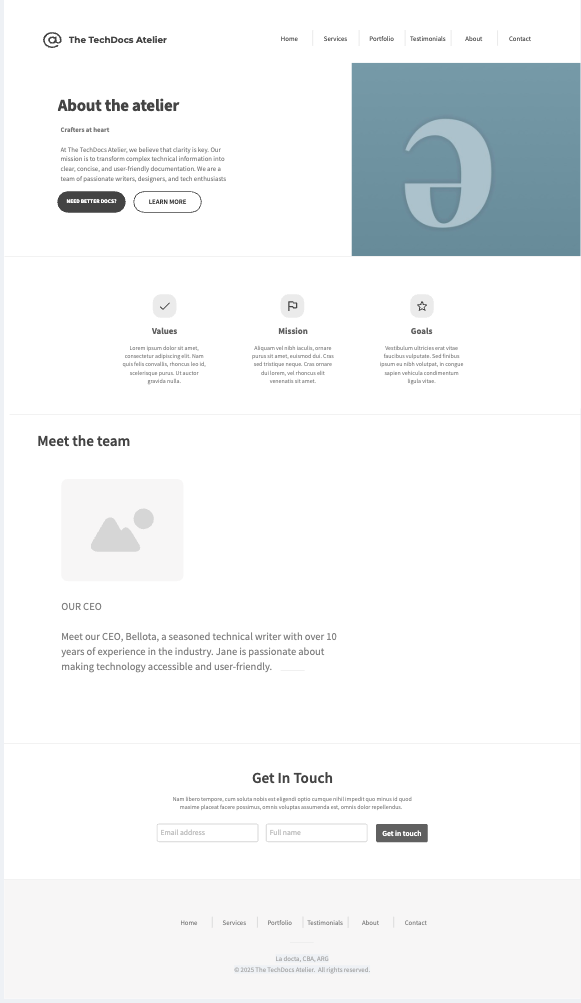 The TechDocs Atelier
Home Services Portfolio Testimonials About Contact
About the atelier
Crafters at heart
At The TechDocs Atelier, we believe that clarity is key. Our
mission is to transform complex technical information into
clear, concise, and user-friendly documentation. We are a
team of passionate writers, designers, and tech enthusiasts
NEED BETTER DOCS? LEARN MORE
ə
Values
Lorem ipsum dolor sit amet,
consectetur adipiscing elit. Nam
quis felis convallis, rhoncus leo id,
scelerisque purus. Ut auctor
gravida nulla.
Mission
Aliquam vel nibh iaculis, ornare
purus sit amet, euismod dui. Cras
sed tristique neque. Cras ornare
dui lorem, vel rhoncus elit
venenatis sit amet.
Goals
Vestibulum ultricies erat vitae
faucibus vulputate. Sed finibus
ipsum eu nibh volutpat, in congue
sapien vehicula condimentum
ligula vitae.
Meet the team
OUR CEO
Meet our CEO, Bellota, a seasoned technical writer with over 10
years of experience in the industry. Jane is passionate about
making technology accessible and user-friendly.
Get In Touch
Nam libero tempore, cum soluta nobis est eligendi optio cumque nihil impedit quo minus id quod
maxime placeat facere possimus, omnis voluptas assumenda est, omnis dolor repellendus.
Email address Full name Get in touch
Home Services Portfolio Testimonials About Contact
La docta, CBA, ARG
© 2025 The TechDocs Atelier. All rights reserved.